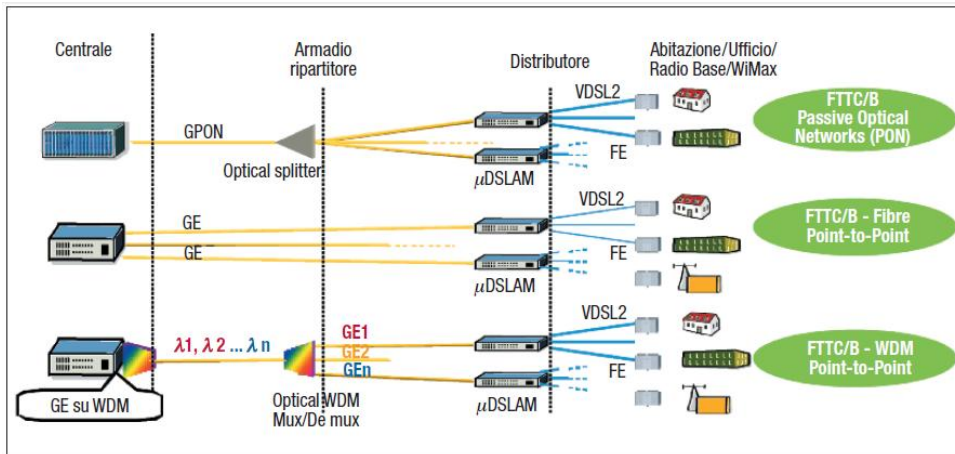 Centrale
Armadio
ripartitore
Distributore
Abitazione/Ufficio/
Radio Base/WiMax
GPON
Optical splitter
μDSLAM
VDSL2
FE
FTTC/B
Passive Optical
Networks (PON)
GE
GE
μDSLAM
VDSL2
FE
FTTC/B - Fibre
Point-to-Point
λ1, λ2 ... λn
GE su WDM
Optical WDM
Mux/De mux
GE1
GE2
GEn
μDSLAM
VDSL2
FE
FTTC/B - WDM
Point-to-Point